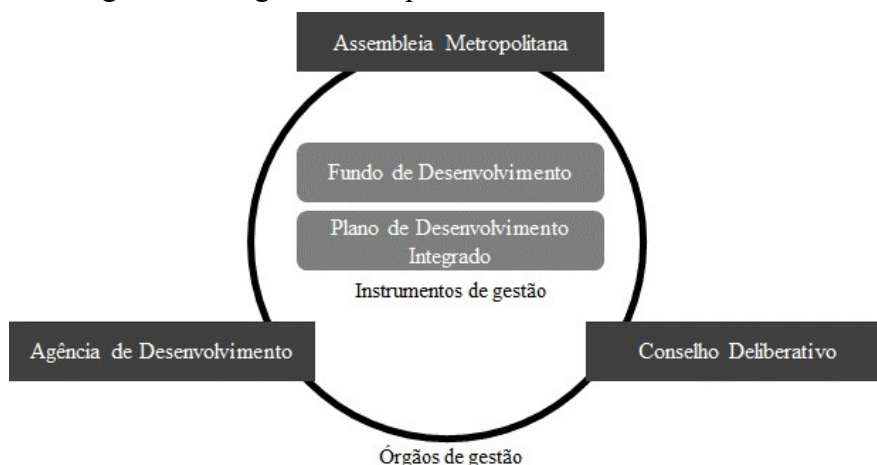 Assembleia Metropolitana
Fundo de Desenvolvimento
Plano de Desenvolvimento
Integrado
Instrumentos de gestão
Agência de Desenvolvimento
Conselho Deliberativo
Órgãos de gestão